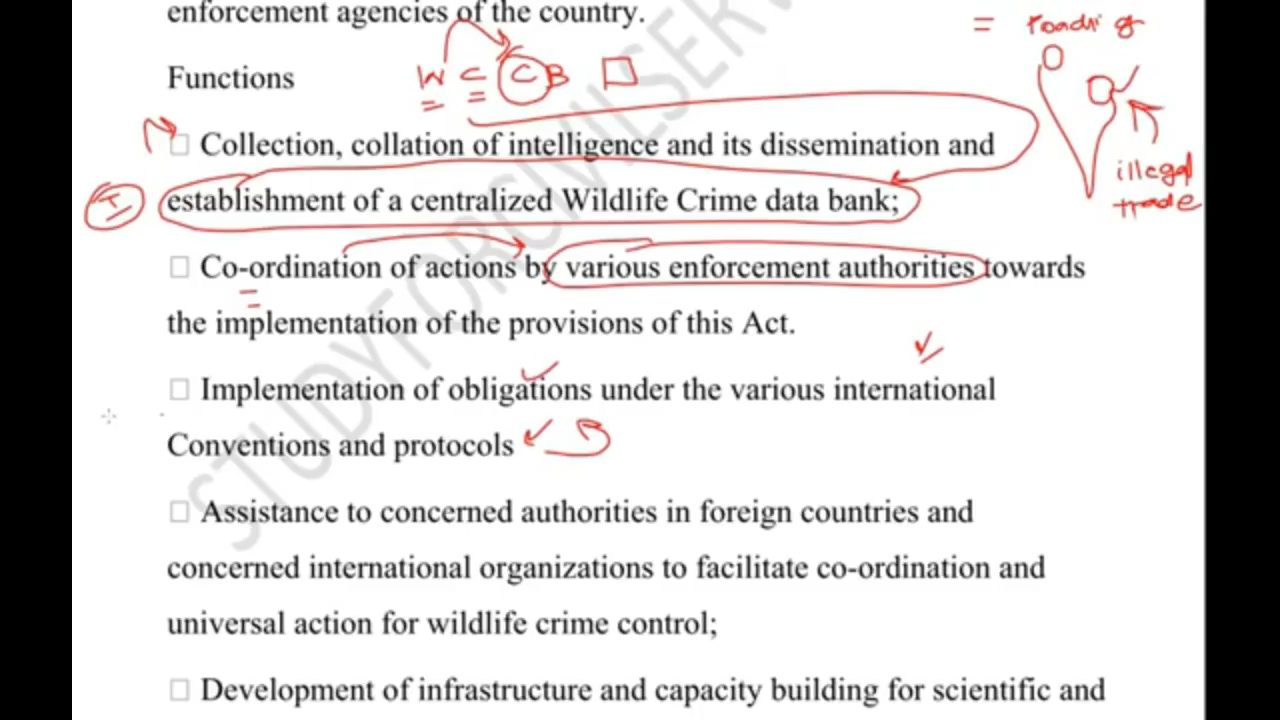 enforcement agencies of the country.
= roadi of
Functions
W C C B
□ Collection, collation of intelligence and its dissemination and
illegal
trade
I
establishment of a centralized Wildlife Crime data bank;
□ Co-ordination of actions by various enforcement authorities towards
the implementation of the provisions of this Act.
□ Implementation of obligations under the various international
Conventions and protocols
□ Assistance to concerned authorities in foreign countries and
concerned international organizations to facilitate co-ordination and
universal action for wildlife crime control;
□ Development of infrastructure and capacity building for scientific and
STUDYFORCIVILSERV